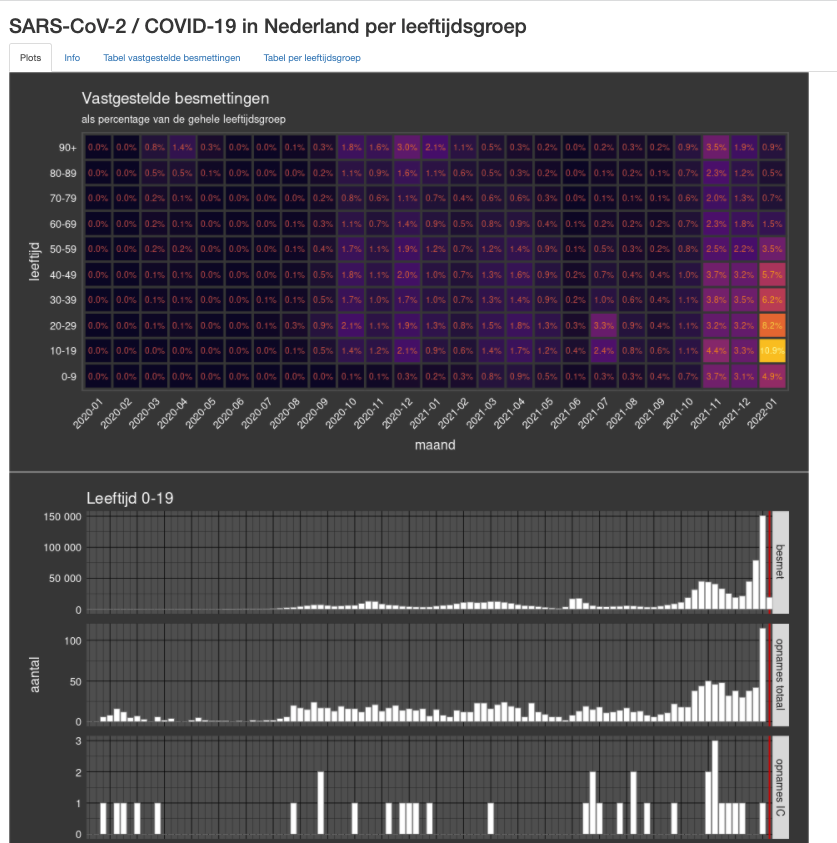 SARS-CoV-2 / COVID-19 in Nederland per leeftijdsgroep
Plots Info Tabel vastgestelde besmettingen Tabel per leeftijdsgroep
Vastgestelde besmettingen
als percentage van de gehele leeftijdsgroep
leeftijd
90+ 0.0% 0.0% 0.8% 1.4% 0.3% 0.0% 0.0% 0.1% 0.3% 1.8% 1.6% 3.0% 2.1% 1.1% 0.5% 0.3% 0.2% 0.0% 0.2% 0.3% 0.2% 0.9% 3.5% 1.9% 0.9%
80-89 0.0% 0.0% 0.5% 0.5% 0.1% 0.0% 0.0% 0.0% 0.2% 1.1% 0.9% 1.6% 1.1% 0.6% 0.5% 0.3% 0.2% 0.0% 0.1% 0.2% 0.1% 0.7% 2.3% 1.2% 0.5%
70-79 0.0% 0.0% 0.2% 0.1% 0.0% 0.0% 0.0% 0.0% 0.2% 0.8% 0.6% 1.1% 0.7% 0.4% 0.6% 0.6% 0.3% 0.0% 0.1% 0.1% 0.1% 0.6% 2.0% 1.3% 0.7%
60-69 0.0% 0.0% 0.2% 0.1% 0.0% 0.0% 0.0% 0.1% 0.3% 1.1% 0.7% 1.4% 0.9% 0.5% 0.8% 0.9% 0.4% 0.1% 0.2% 0.2% 0.2% 0.7% 2.3% 1.8% 1.5%
50-59 0.0% 0.0% 0.2% 0.2% 0.1% 0.0% 0.0% 0.1% 0.4% 1.7% 1.1% 1.9% 1.2% 0.7% 1.2% 1.4% 0.9% 0.1% 0.5% 0.3% 0.2% 0.8% 2.5% 2.2% 3.5%
40-49 0.0% 0.0% 0.1% 0.1% 0.0% 0.0% 0.1% 0.1% 0.5% 1.8% 1.1% 2.0% 1.0% 0.7% 1.3% 1.6% 0.9% 0.2% 0.7% 0.4% 0.4% 1.0% 3.7% 3.2% 5.7%
30-39 0.0% 0.0% 0.1% 0.1% 0.0% 0.0% 0.1% 0.1% 0.5% 1.7% 1.0% 1.7% 1.0% 0.7% 1.3% 1.4% 0.9% 0.2% 1.0% 0.6% 0.4% 1.1% 3.8% 3.5% 6.2%
20-29 0.0% 0.0% 0.1% 0.1% 0.1% 0.0% 0.1% 0.3% 0.9% 2.1% 1.1% 1.9% 1.3% 0.8% 1.5% 1.8% 1.3% 0.3% 3.3% 0.9% 0.4% 1.1% 3.2% 3.2% 8.2%
10-19 0.0% 0.0% 0.0% 0.0% 0.0% 0.0% 0.0% 0.1% 0.5% 1.4% 1.2% 2.1% 0.9% 0.6% 1.4% 1.7% 1.2% 0.4% 2.4% 0.8% 0.6% 1.1% 4.4% 3.3% 10.9%
0-9 0.0% 0.0% 0.0% 0.0% 0.0% 0.0% 0.0% 0.0% 0.0% 0.1% 0.1% 0.3% 0.2% 0.3% 0.8% 0.9% 0.5% 0.1% 0.3% 0.3% 0.4% 0.7% 3.7% 3.1% 4.9%
2020-01 2020-02 2020-03 2020-04 2020-05 2020-06 2020-07 2020-08 2020-09 2020-10 2020-11 2020-12 2021-01 2021-02 2021-03 2021-04 2021-05 2021-06 2021-07 2021-08 2021-09 2021-10 2021-11 2021-12 2022-01
maand
Leeftijd 0-19
aantal
150 000
100 000
50 000
0
besmet
100
50
0
opnames totaal
3
2
1
0
opnames IC